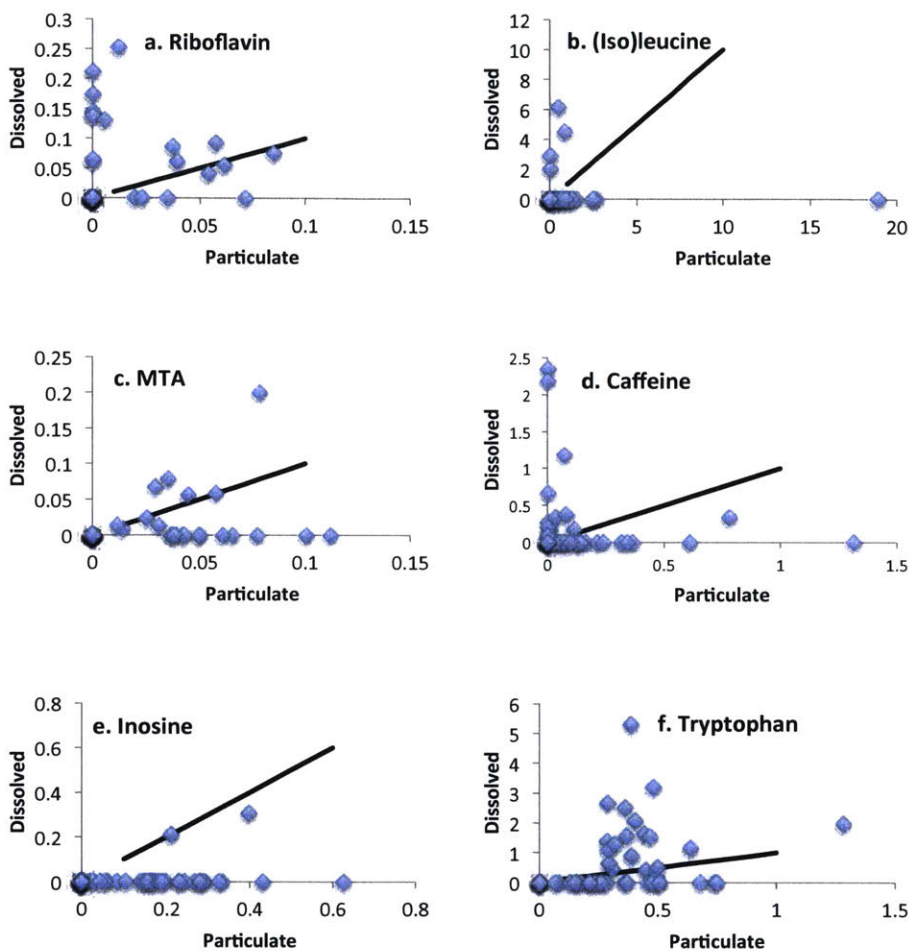 a. Riboflavin
Dissolved
0.3
0.25
0.2
0.15
0.1
0.05
0
0 0.05 0.1 0.15
Particulate
b. (Iso)leucine
Dissolved
12
10
8
6
4
2
0
0 5 10 15 20
Particulate
c. MTA
Dissolved
0.25
0.2
0.15
0.1
0.05
0
0 0.05 0.1 0.15
Particulate
d. Caffeine
Dissolved
2.5
2
1.5
1
0.5
0
0 0.5 1 1.5
Particulate
e. Inosine
Dissolved
0.8
0.6
0.4
0.2
0
0 0.2 0.4 0.6 0.8
Particulate
f. Tryptophan
Dissolved
6
5
4
3
2
1
0
0 0.5 1 1.5
Particulate